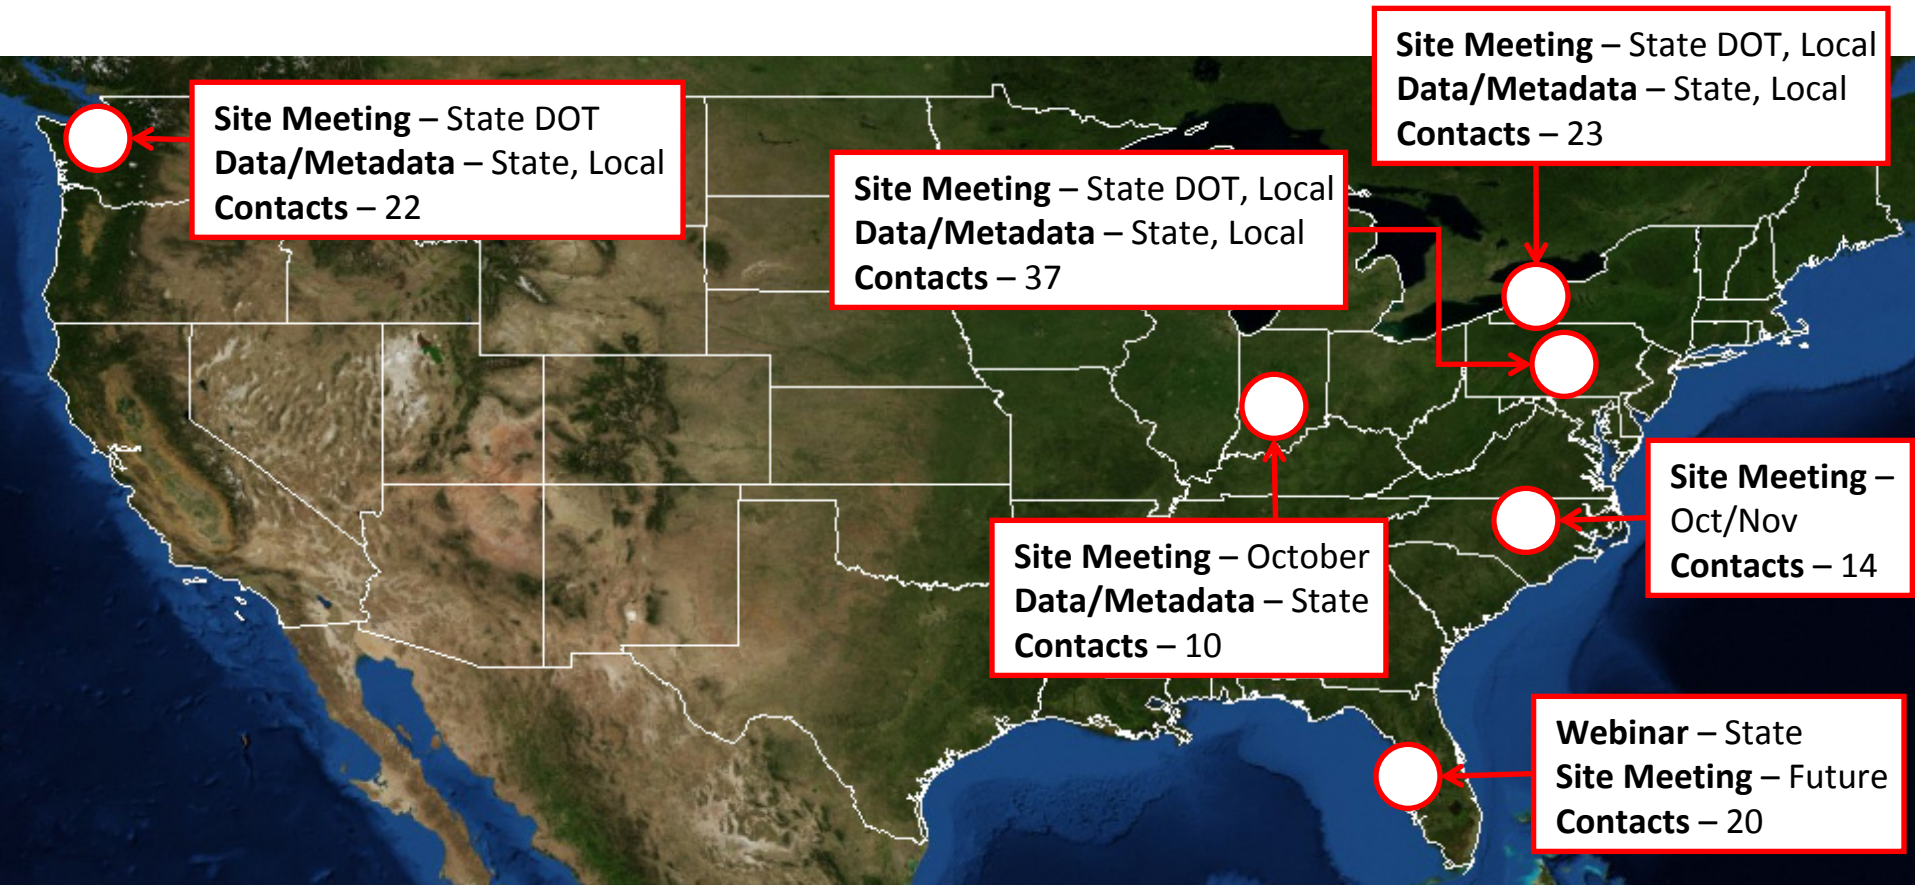 Site Meeting – State DOT, Local
Data/Metadata – State, Local
Contacts – 23
Site Meeting – State DOT
Data/Metadata – State, Local
Contacts – 22
Site Meeting – State DOT, Local
Data/Metadata – State, Local
Contacts – 37
Site Meeting –
Oct/Nov
Contacts – 14
Site Meeting – October
Data/Metadata – State
Contacts – 10
Webinar – State
Site Meeting – Future
Contacts – 20